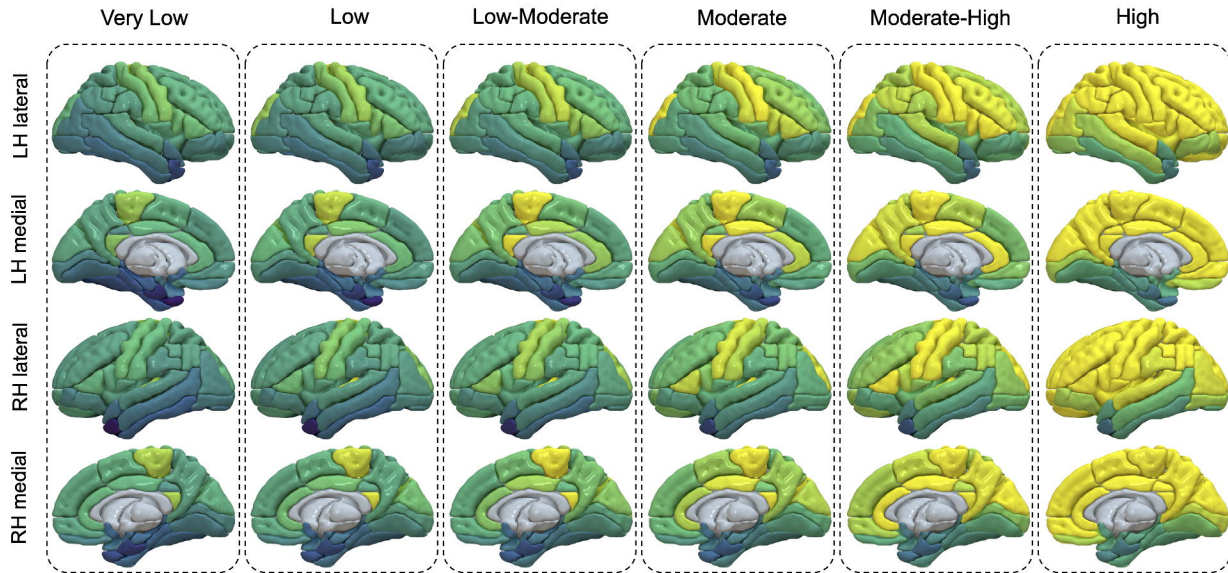 Very Low
Low
Low-Moderate
Moderate
Moderate-High
High
LH lateral
LH medial
RH lateral
RH medial